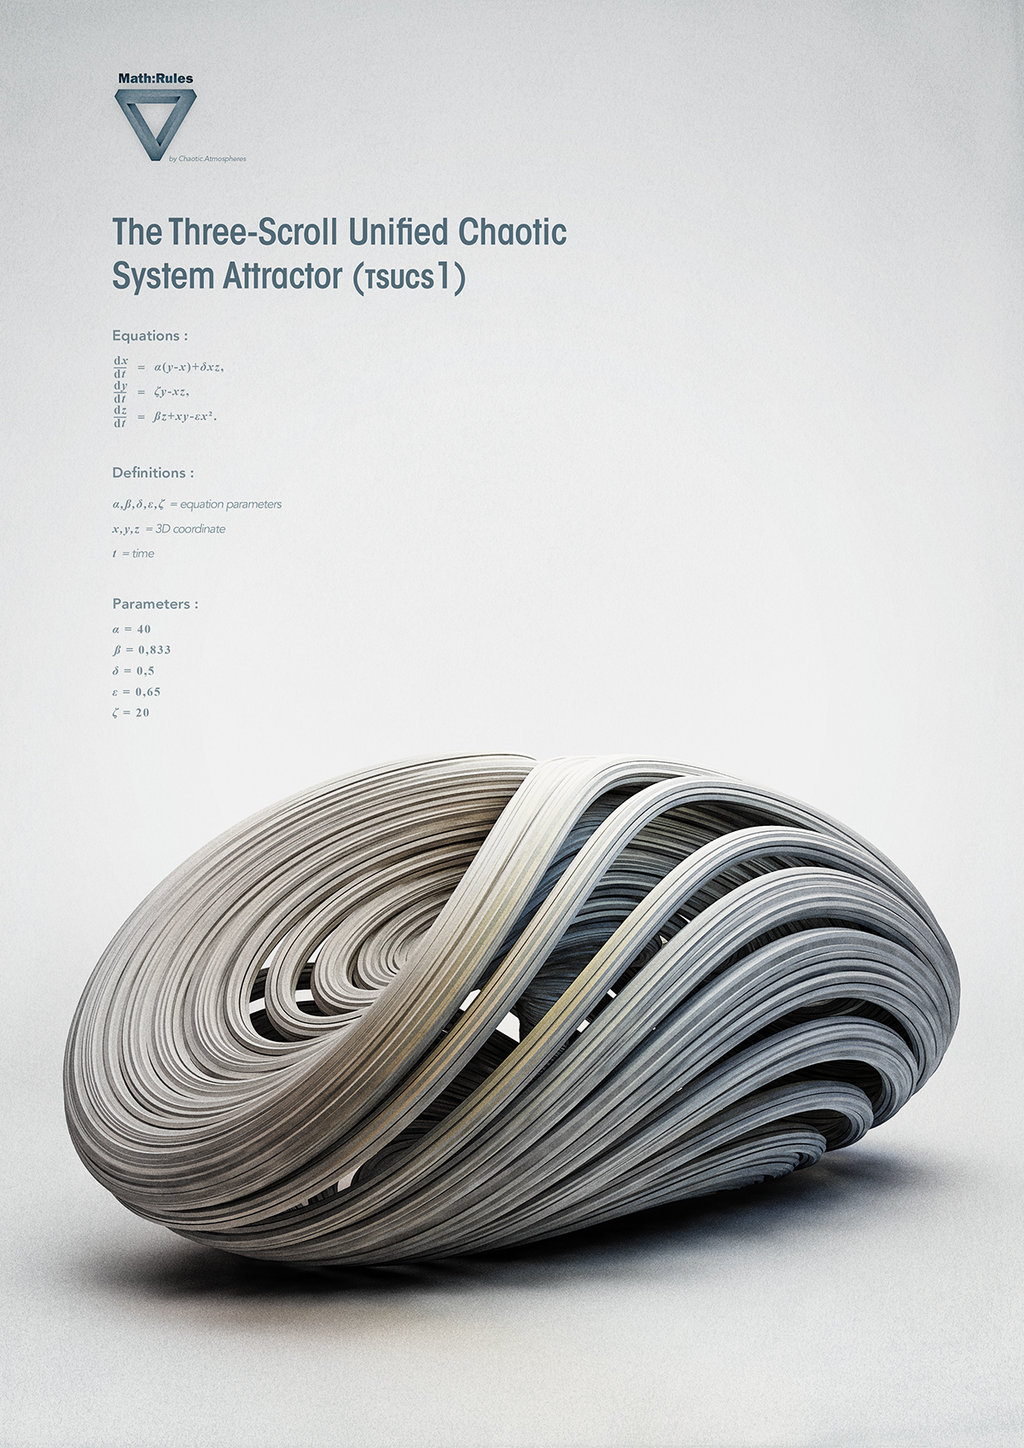 Math:Rules
by Chaotic Atmospheres
The Three-Scroll Unified Chaotic
System Attractor (TSUCS1)
Equations :
dx/dt = α(y-x)+δxz,
dy/dt = ζy-xz,
dz/dt = βz+xy-εx².
Definitions :
α,β,δ,ε,ζ = equation parameters
x,y,z = 3D coordinate
t = time
Parameters :
α = 40
β = 0,833
δ = 0,5
ε = 0,65
ζ = 20